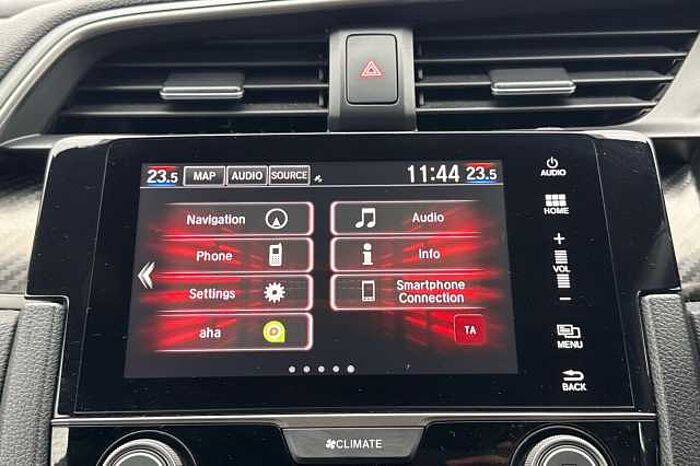 23.5 MAP AUDIO SOURCE 11:44 23.5
Navigation
Audio
Phone
Info
Settings
Smartphone
Connection
aha
TA
AUDIO
HOME
+
VOL
−
MENU
BACK
CLIMATE